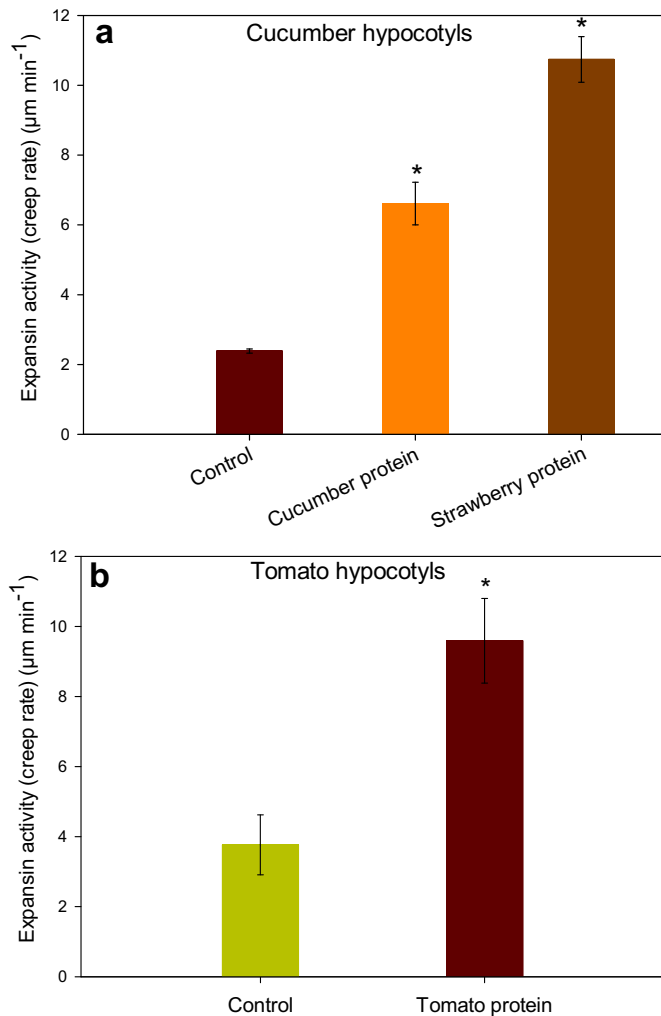 a
Cucumber hypocotyls
Expansin activity (creep rate) (µm min⁻¹)
12
10
8
6
4
2
0
*
*
Control
Cucumber protein
Strawberry protein
b
Tomato hypocotyls
Expansin activity (creep rate) (µm min⁻¹)
12
10
8
6
4
2
0
*
Control
Tomato protein